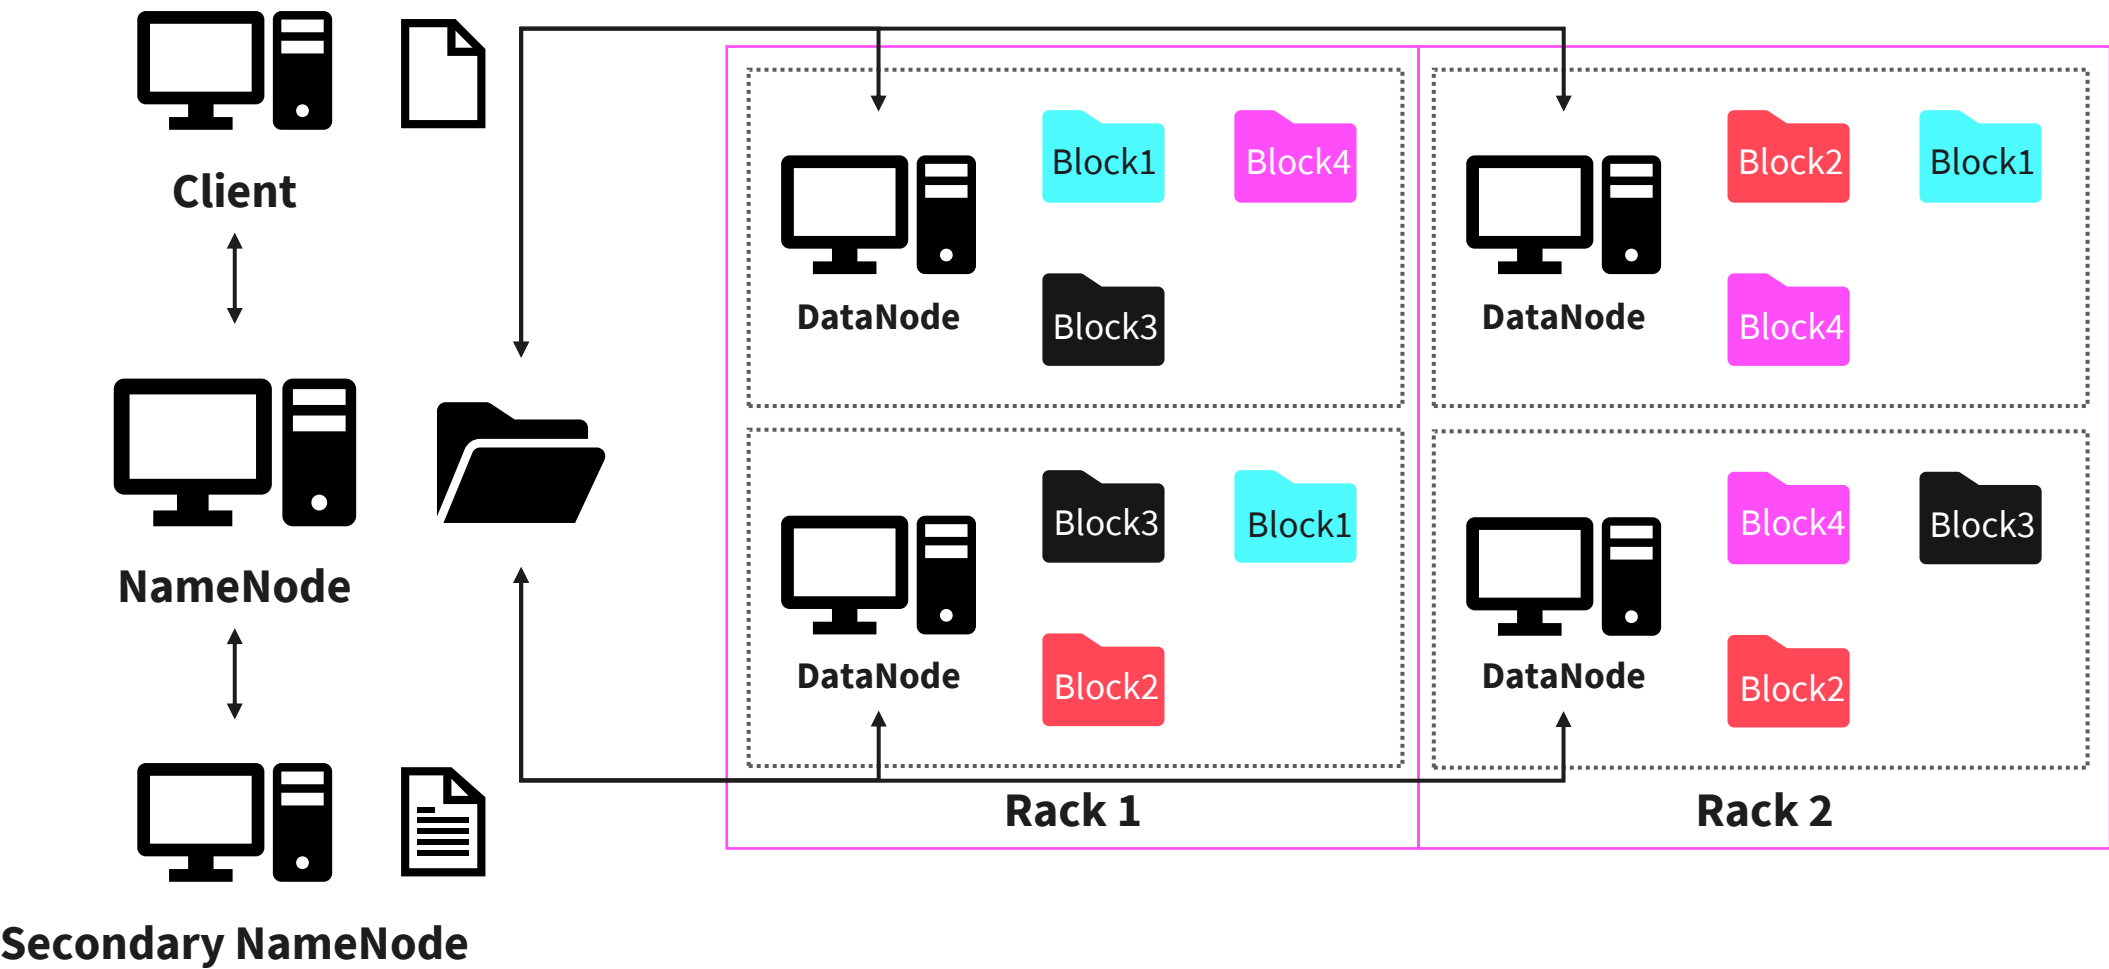 Client
NameNode
Secondary NameNode
Block1
Block4
DataNode
Block3
Block3
Block1
DataNode
Block2
Rack 1
Block2
Block1
DataNode
Block4
Block4
Block3
DataNode
Block2
Rack 2